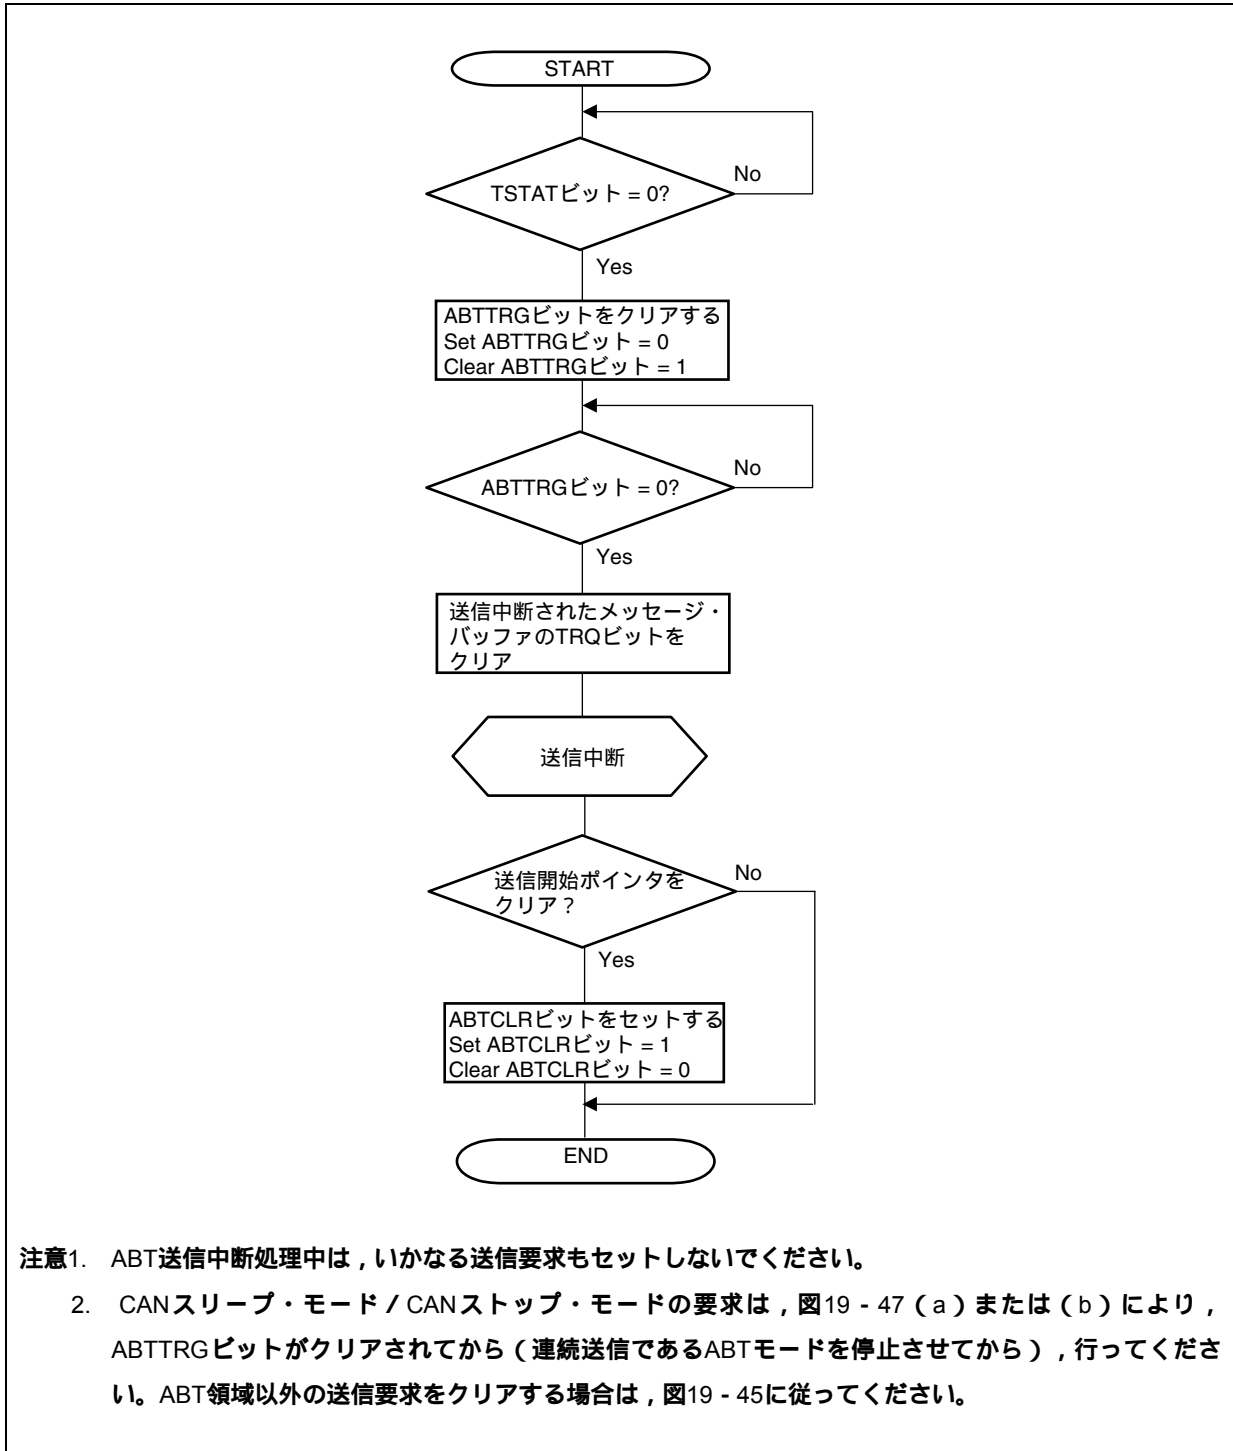 START
TSTATビット = 0?
No
Yes
ABTTRGビットをクリアする
Set ABTTRGビット = 0
Clear ABTTRGビット = 1
No
ABTTRGビット = 0?
Yes
送信中断されたメッセージ・
バッファのTRQビットを
クリア
送信中断
No
送信開始ポインタを
クリア？
Yes
ABTCLRビットをセットする
Set ABTCLRビット = 1
Clear ABTCLRビット = 0
END
注意1. ABT送信中断処理中は，いかなる送信要求もセットしないでください。
2. CANスリープ・モード／CANストップ・モードの要求は，図19 - 47（a）または（b）により，
ABTTRGビットがクリアされてから（連続送信であるABTモードを停止させてから），行ってくださ
い。ABT領域以外の送信要求をクリアする場合は，図19 - 45に従ってください。